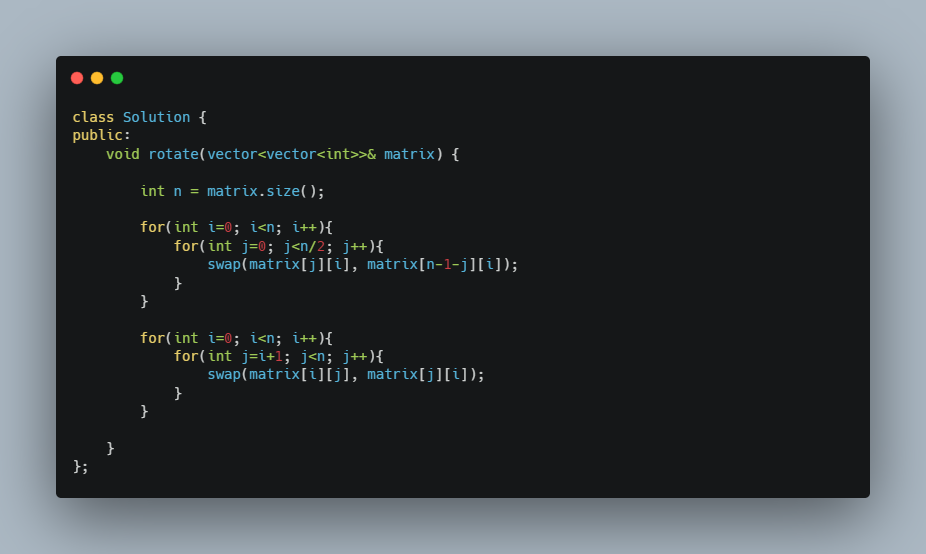 class Solution {
public:
    void rotate(vector<vector<int>>& matrix) {
        int n = matrix.size();
        for(int i=0; i<n; i++){
            for(int j=0; j<n/2; j++){
                swap(matrix[j][i], matrix[n-1-j][i]);
            }
        }
        for(int i=0; i<n; i++){
            for(int j=i+1; j<n; j++){
                swap(matrix[i][j], matrix[j][i]);
            }
        }
    }
};